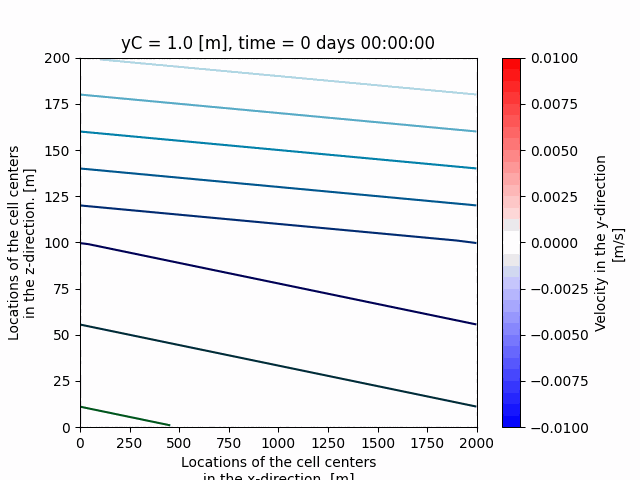 yC = 1.0 [m], time = 0 days 00:00:00
200
175
150
125
100
75
50
25
0
Locations of the cell centers
in the z-direction. [m]
0 250 500 750 1000 1250 1500 1750 2000
Locations of the cell centers
in the x-direction. [m]
0.0100
0.0075
0.0050
0.0025
0.0000
−0.0025
−0.0050
−0.0075
−0.0100
Velocity in the y-direction
[m/s]